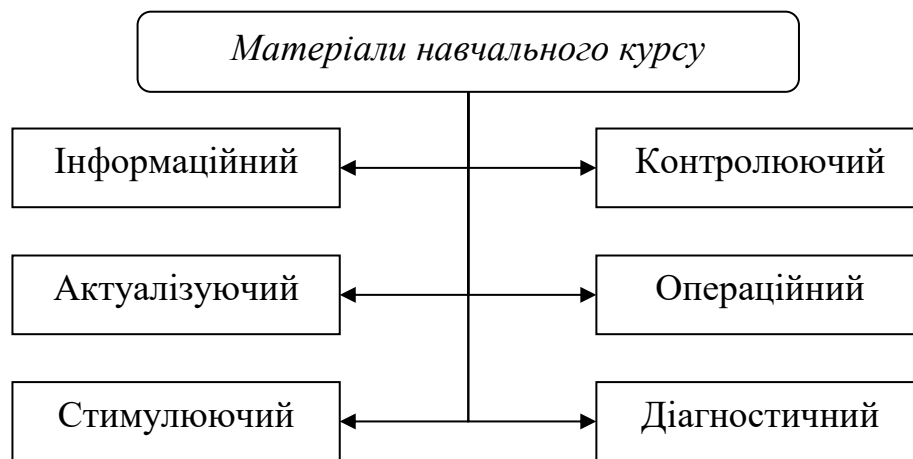 Матеріали навчального курсу
Інформаційний
Контролюючий
Актуалізуючий
Операційний
Стимулюючий
Діагностичний